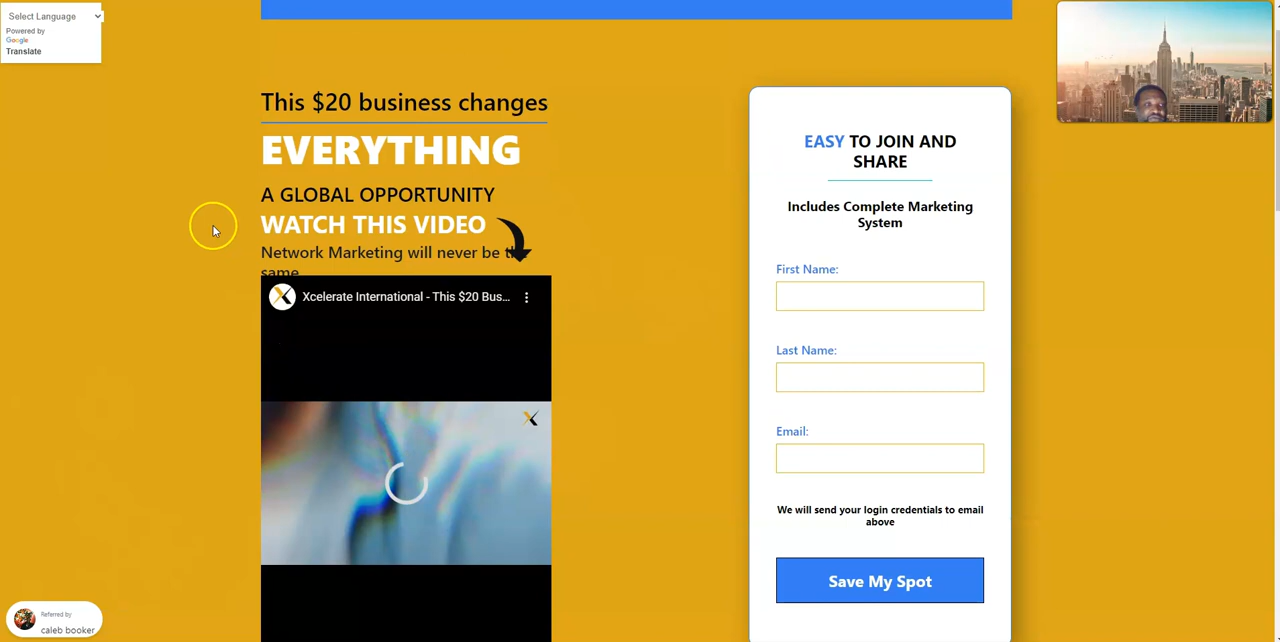 Select Language
Powered by
Google
Translate
This $20 business changes
EVERYTHING
A GLOBAL OPPORTUNITY
WATCH THIS VIDEO
Network Marketing will never be the
same
Xcelerate International - This $20 Bus...
EASY TO JOIN AND
SHARE
Includes Complete Marketing
System
First Name:
Last Name:
Email:
We will send your login credentials to email
above
Save My Spot
Referred by
caleb booker